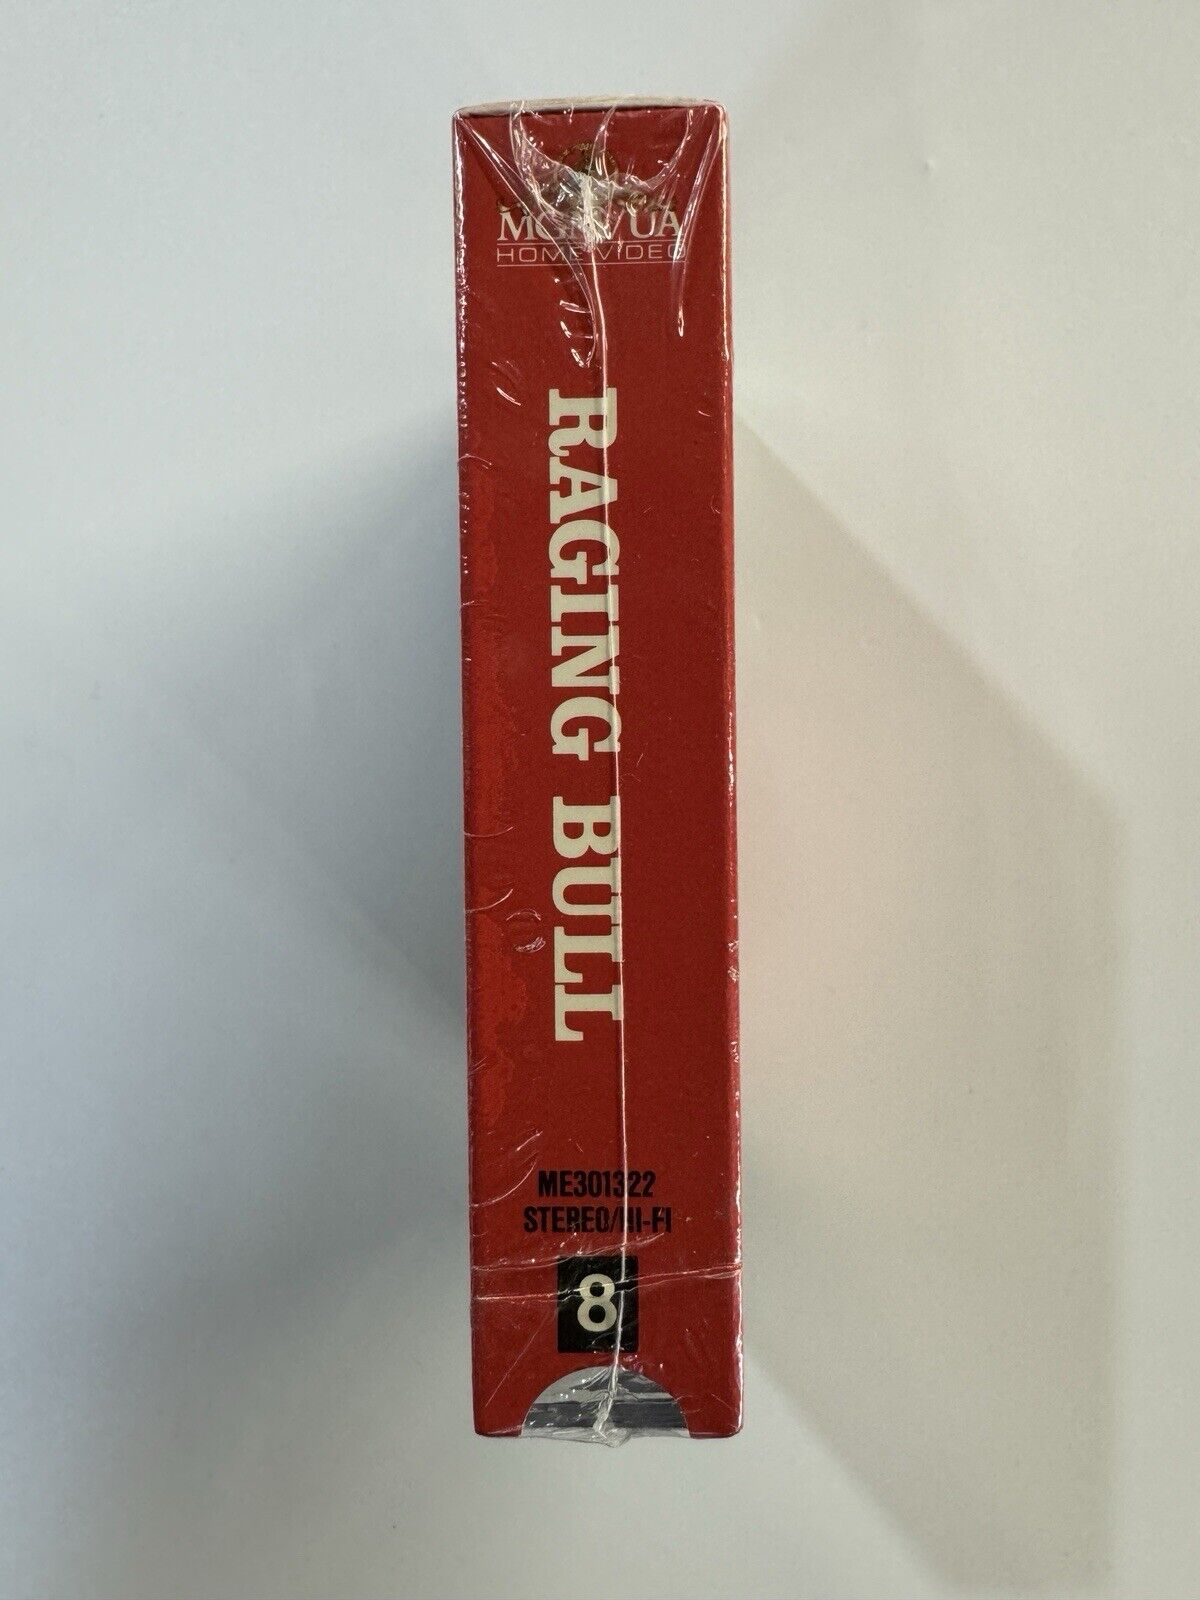 MGM/UA
HOME VIDEO
RAGING BULL
ME301322
STEREO/HI-FI
8